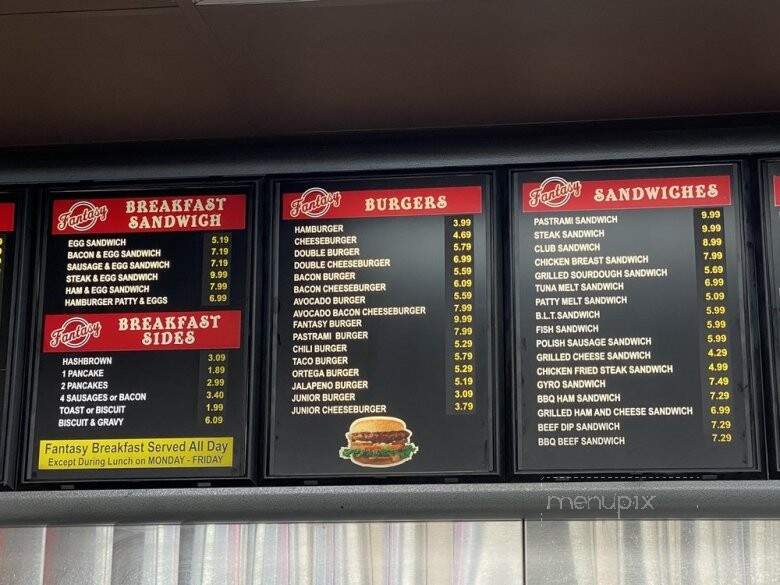 Fantasy BREAKFAST
SANDWICH
EGG SANDWICH 5.19
BACON & EGG SANDWICH 7.19
SAUSAGE & EGG SANDWICH 7.19
STEAK & EGG SANDWICH 9.99
HAM & EGG SANDWICH 7.99
HAMBURGER PATTY & EGGS 6.99
Fantasy BREAKFAST
SIDES
HASHBROWN 3.09
1 PANCAKE 1.89
2 PANCAKES 2.99
4 SAUSAGES or BACON 3.40
TOAST or BISCUIT 1.99
BISCUIT & GRAVY 6.09
Fantasy Breakfast Served All Day
Except During Lunch on MONDAY - FRIDAY
Fantasy BURGERS
HAMBURGER 3.99
CHEESEBURGER 4.69
DOUBLE BURGER 5.79
DOUBLE CHEESEBURGER 6.99
BACON BURGER 5.59
BACON CHEESEBURGER 6.09
AVOCADO BURGER 5.59
AVOCADO BACON CHEESEBURGER 7.99
FANTASY BURGER 9.99
PASTRAMI BURGER 7.99
CHILI BURGER 5.29
TACO BURGER 5.79
ORTEGA BURGER 5.29
JALAPENO BURGER 5.19
JUNIOR BURGER 3.09
JUNIOR CHEESEBURGER 3.79
Fantasy SANDWICHES
PASTRAMI SANDWICH 9.99
STEAK SANDWICH 9.99
CLUB SANDWICH 8.99
CHICKEN BREAST SANDWICH 7.99
GRILLED SOURDOUGH SANDWICH 5.69
TUNA MELT SANDWICH 6.99
PATTY MELT SANDWICH 5.09
B.L.T. SANDWICH 5.99
FISH SANDWICH 5.99
POLISH SAUSAGE SANDWICH 5.99
GRILLED CHEESE SANDWICH 4.29
CHICKEN FRIED STEAK SANDWICH 4.99
GYRO SANDWICH 7.49
BBQ HAM SANDWICH 7.29
GRILLED HAM AND CHEESE SANDWICH 6.99
BEEF DIP SANDWICH 7.29
BBQ BEEF SANDWICH 7.29
menupix